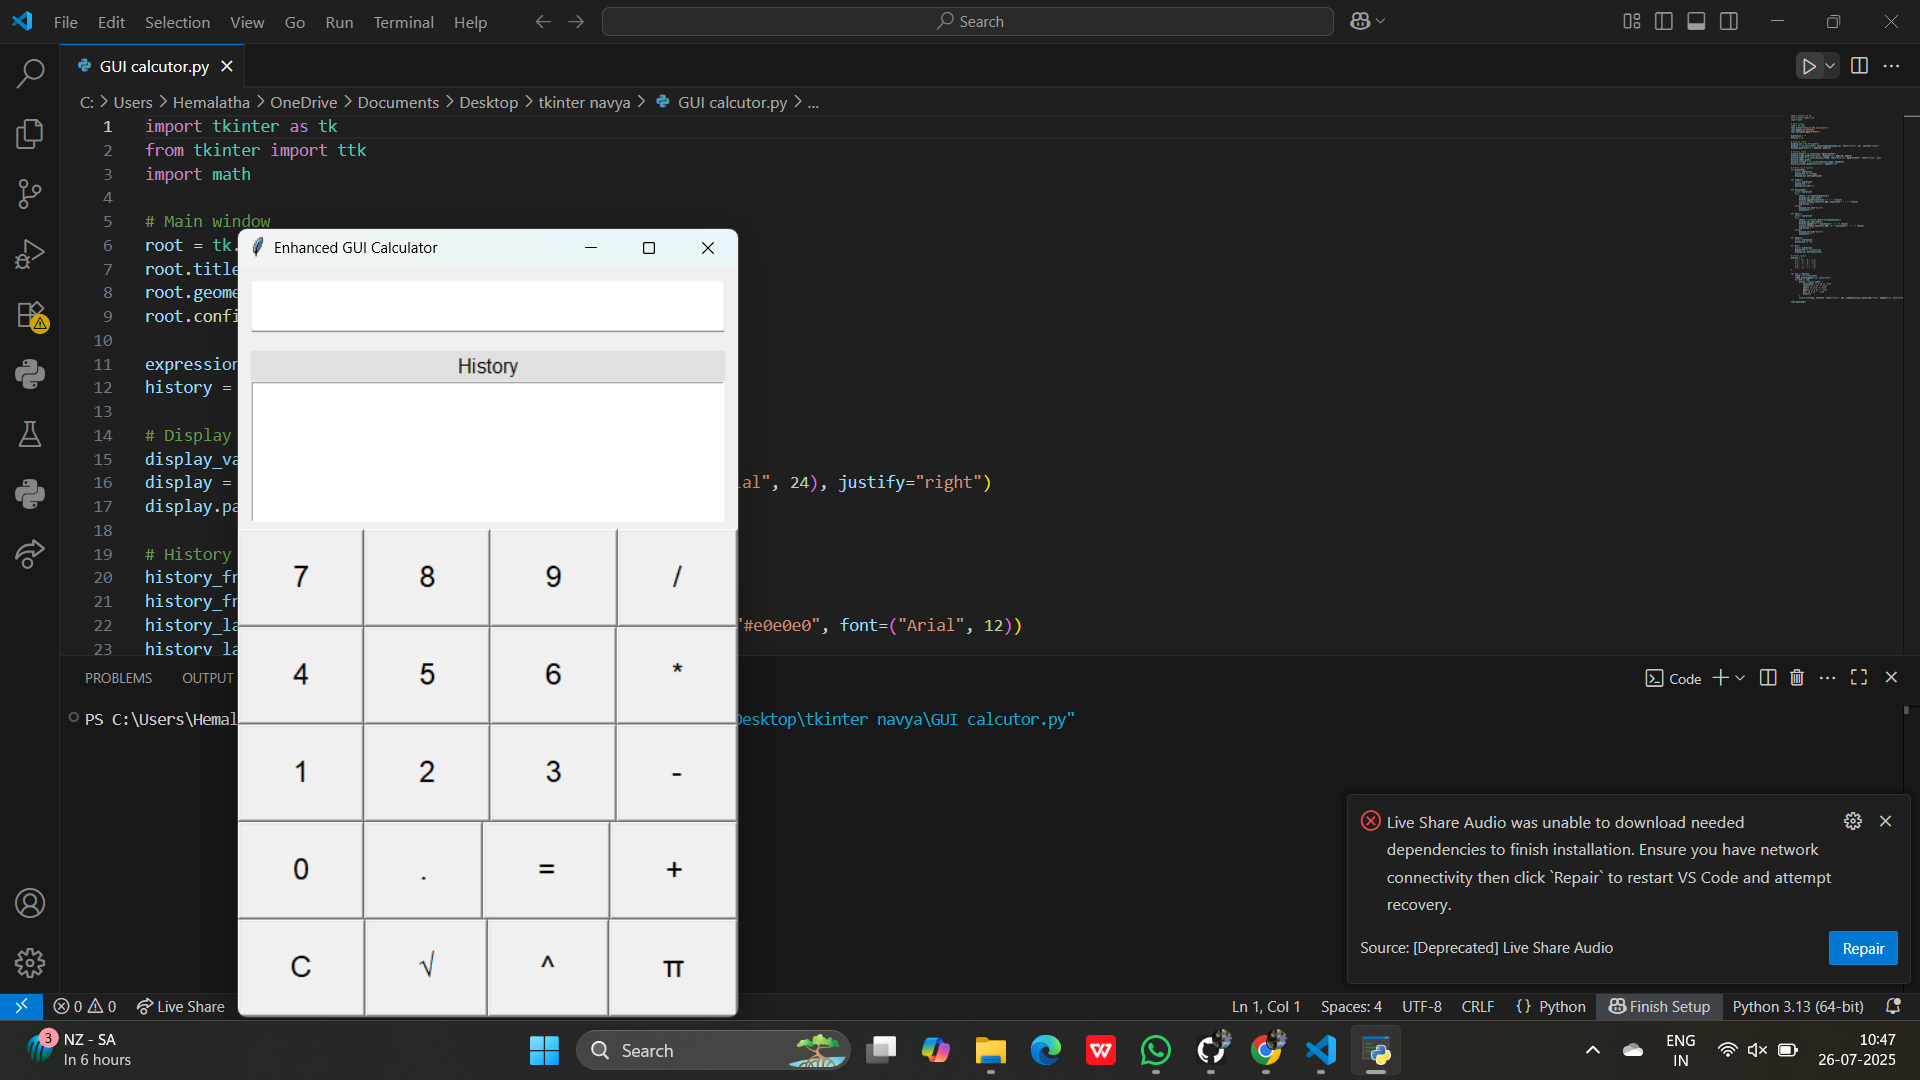 File Edit Selection View Go Run Terminal Help
Search
GUI calcutor.py
C: > Users > Hemalatha > OneDrive > Documents > Desktop > tkinter navya > GUI calcutor.py > ...
1 import tkinter as tk
2 from tkinter import ttk
3 import math
4
5 # Main window
6 root = tk.
7 root.title
8 root.geome
9 root.confi
10
11 expression
12 history =
13
14 # Display
15 display_va
16 display = al", 24), justify="right")
17 display.pa
18
19 # History
20 history_fr
21 history_fr
22 history_la "#e0e0e0", font=("Arial", 12))
23 history_la
Enhanced GUI Calculator
History
7 8 9 /
4 5 6 *
1 2 3 -
0 . = +
C √ ^ π
PROBLEMS OUTPUT
Code
PS C:\Users\Hemal Desktop\tkinter navya\GUI calcutor.py"
Live Share Audio was unable to download needed
dependencies to finish installation. Ensure you have network
connectivity then click `Repair` to restart VS Code and attempt
recovery.
Source: [Deprecated] Live Share Audio
Repair
0 0 Live Share
Ln 1, Col 1 Spaces: 4 UTF-8 CRLF {} Python Finish Setup Python 3.13 (64-bit)
3
NZ - SA
In 6 hours
Search
ENG
IN
10:47
26-07-2025